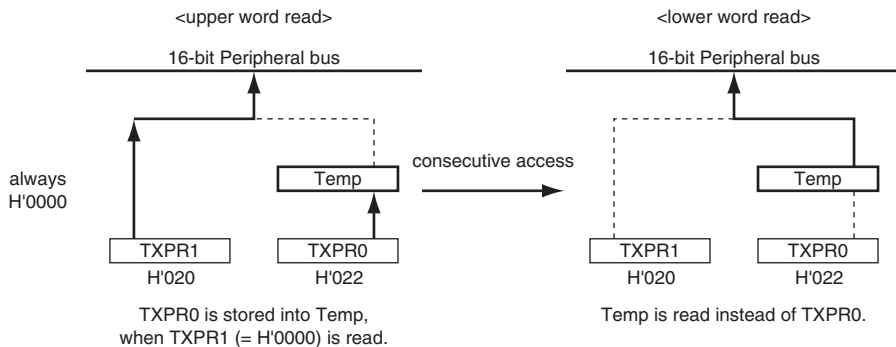 <upper word read>
16-bit Peripheral bus
always
H'0000
Temp
TXPR1
TXPR0
H'020
H'022
TXPR0 is stored into Temp,
when TXPR1 (= H'0000) is read.
consecutive access
<lower word read>
16-bit Peripheral bus
Temp
TXPR1
TXPR0
H'020
H'022
Temp is read instead of TXPR0.